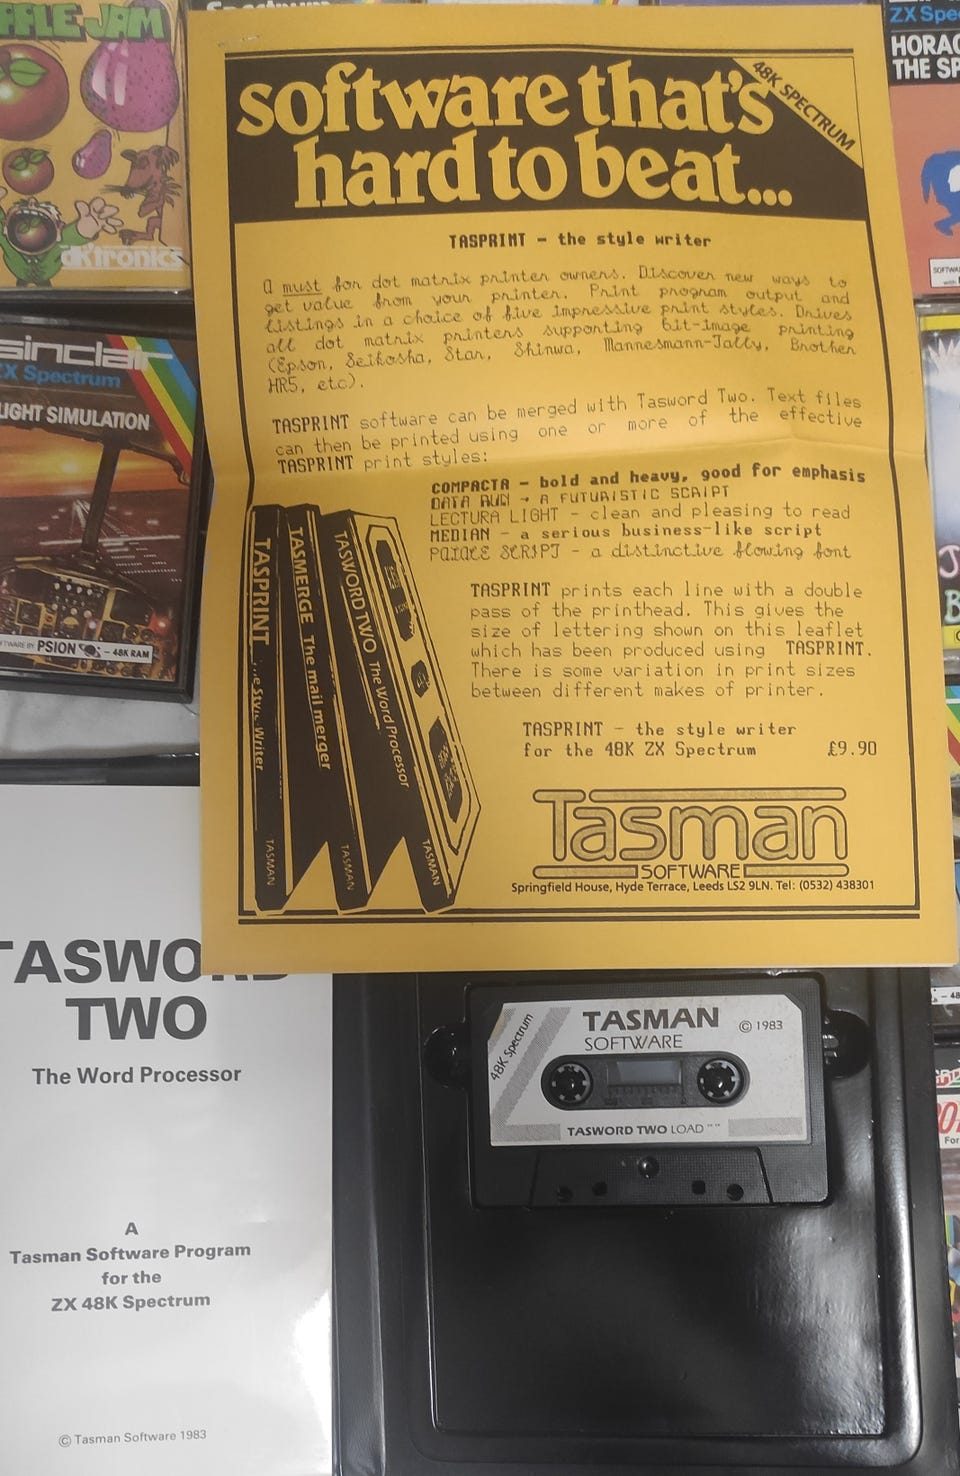 FFLE JAM
dk'tronics
ZX Spe
HORAC
THE SP
sinclair
ZX Spectrum
LIGHT SIMULATION
PSION - 48K RAM
software that's
hard to beat...
48K SPECTRUM
TASPRINT - the style writer
A must for dot matrix printer owners. Discover new ways to
get value from your printer. Print program output and
listings in a choice of five impressive print styles. Drives
all dot matrix printers supporting bit-image printing
(Epson, Seikosha, Star, Shinwa, Mannesmann-Tally, Brother
HR5, etc).
TASPRINT software can be merged with Tasword Two. Text files
can then be printed using one or more of the effective
TASPRINT print styles:
COMPACTA - bold and heavy, good for emphasis
DATA RUN - A FUTURISTIC SCRIPT
LECTURA LIGHT - clean and pleasing to read
MEDIAN - a serious business-like script
PALACE SCRIPT - a distinctive flowing font
TASPRINT prints each line with a double
pass of the printhead. This gives the
size of lettering shown on this leaflet
which has been produced using TASPRINT.
There is some variation in print sizes
between different makes of printer.
TASPRINT - the style writer
for the 48K ZX Spectrum £9.90
TASPRINT ...e Style Writer TASMAN
TASMERGE The mail merger TASMAN
TASWORD TWO The Word Processor TASMAN
Tasman
SOFTWARE
Springfield House, Hyde Terrace, Leeds LS2 9LN. Tel: (0532) 438301
TASWORD
TWO
The Word Processor
A
Tasman Software Program
for the
ZX 48K Spectrum
© Tasman Software 1983
48K Spectrum
TASMAN
SOFTWARE
© 1983
TASWORD TWO LOAD " "